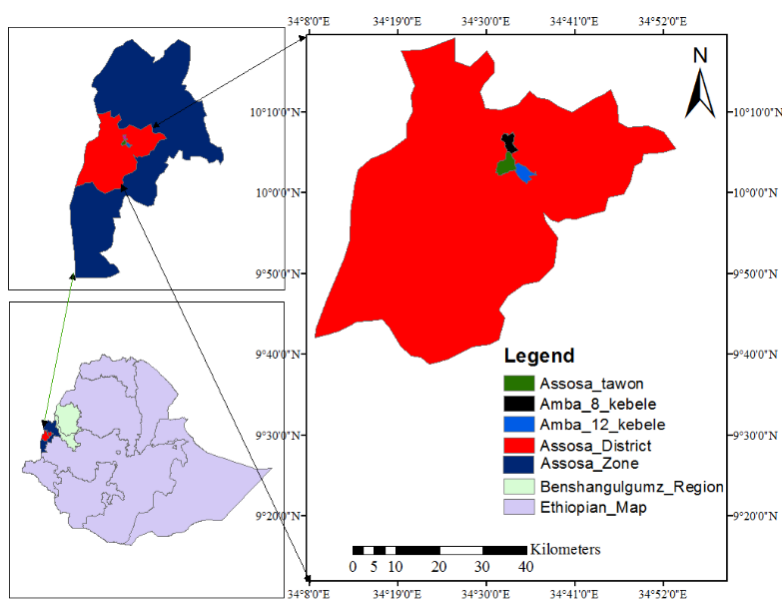 34°8'0"E 34°19'0"E 34°30'0"E 34°41'0"E 34°52'0"E
N
10°10'0"N 10°10'0"N
10°0'0"N 10°0'0"N
9°50'0"N 9°50'0"N
9°40'0"N 9°40'0"N
Legend
Assosa_tawon
Amba_8_kebele
Amba_12_kebele
Assosa_District
Assosa_Zone
Benshangulgumz_Region
Ethiopian_Map
9°30'0"N 9°30'0"N
9°20'0"N 9°20'0"N
Kilometers
0 5 10 20 30 40
34°8'0"E 34°19'0"E 34°30'0"E 34°41'0"E 34°52'0"E